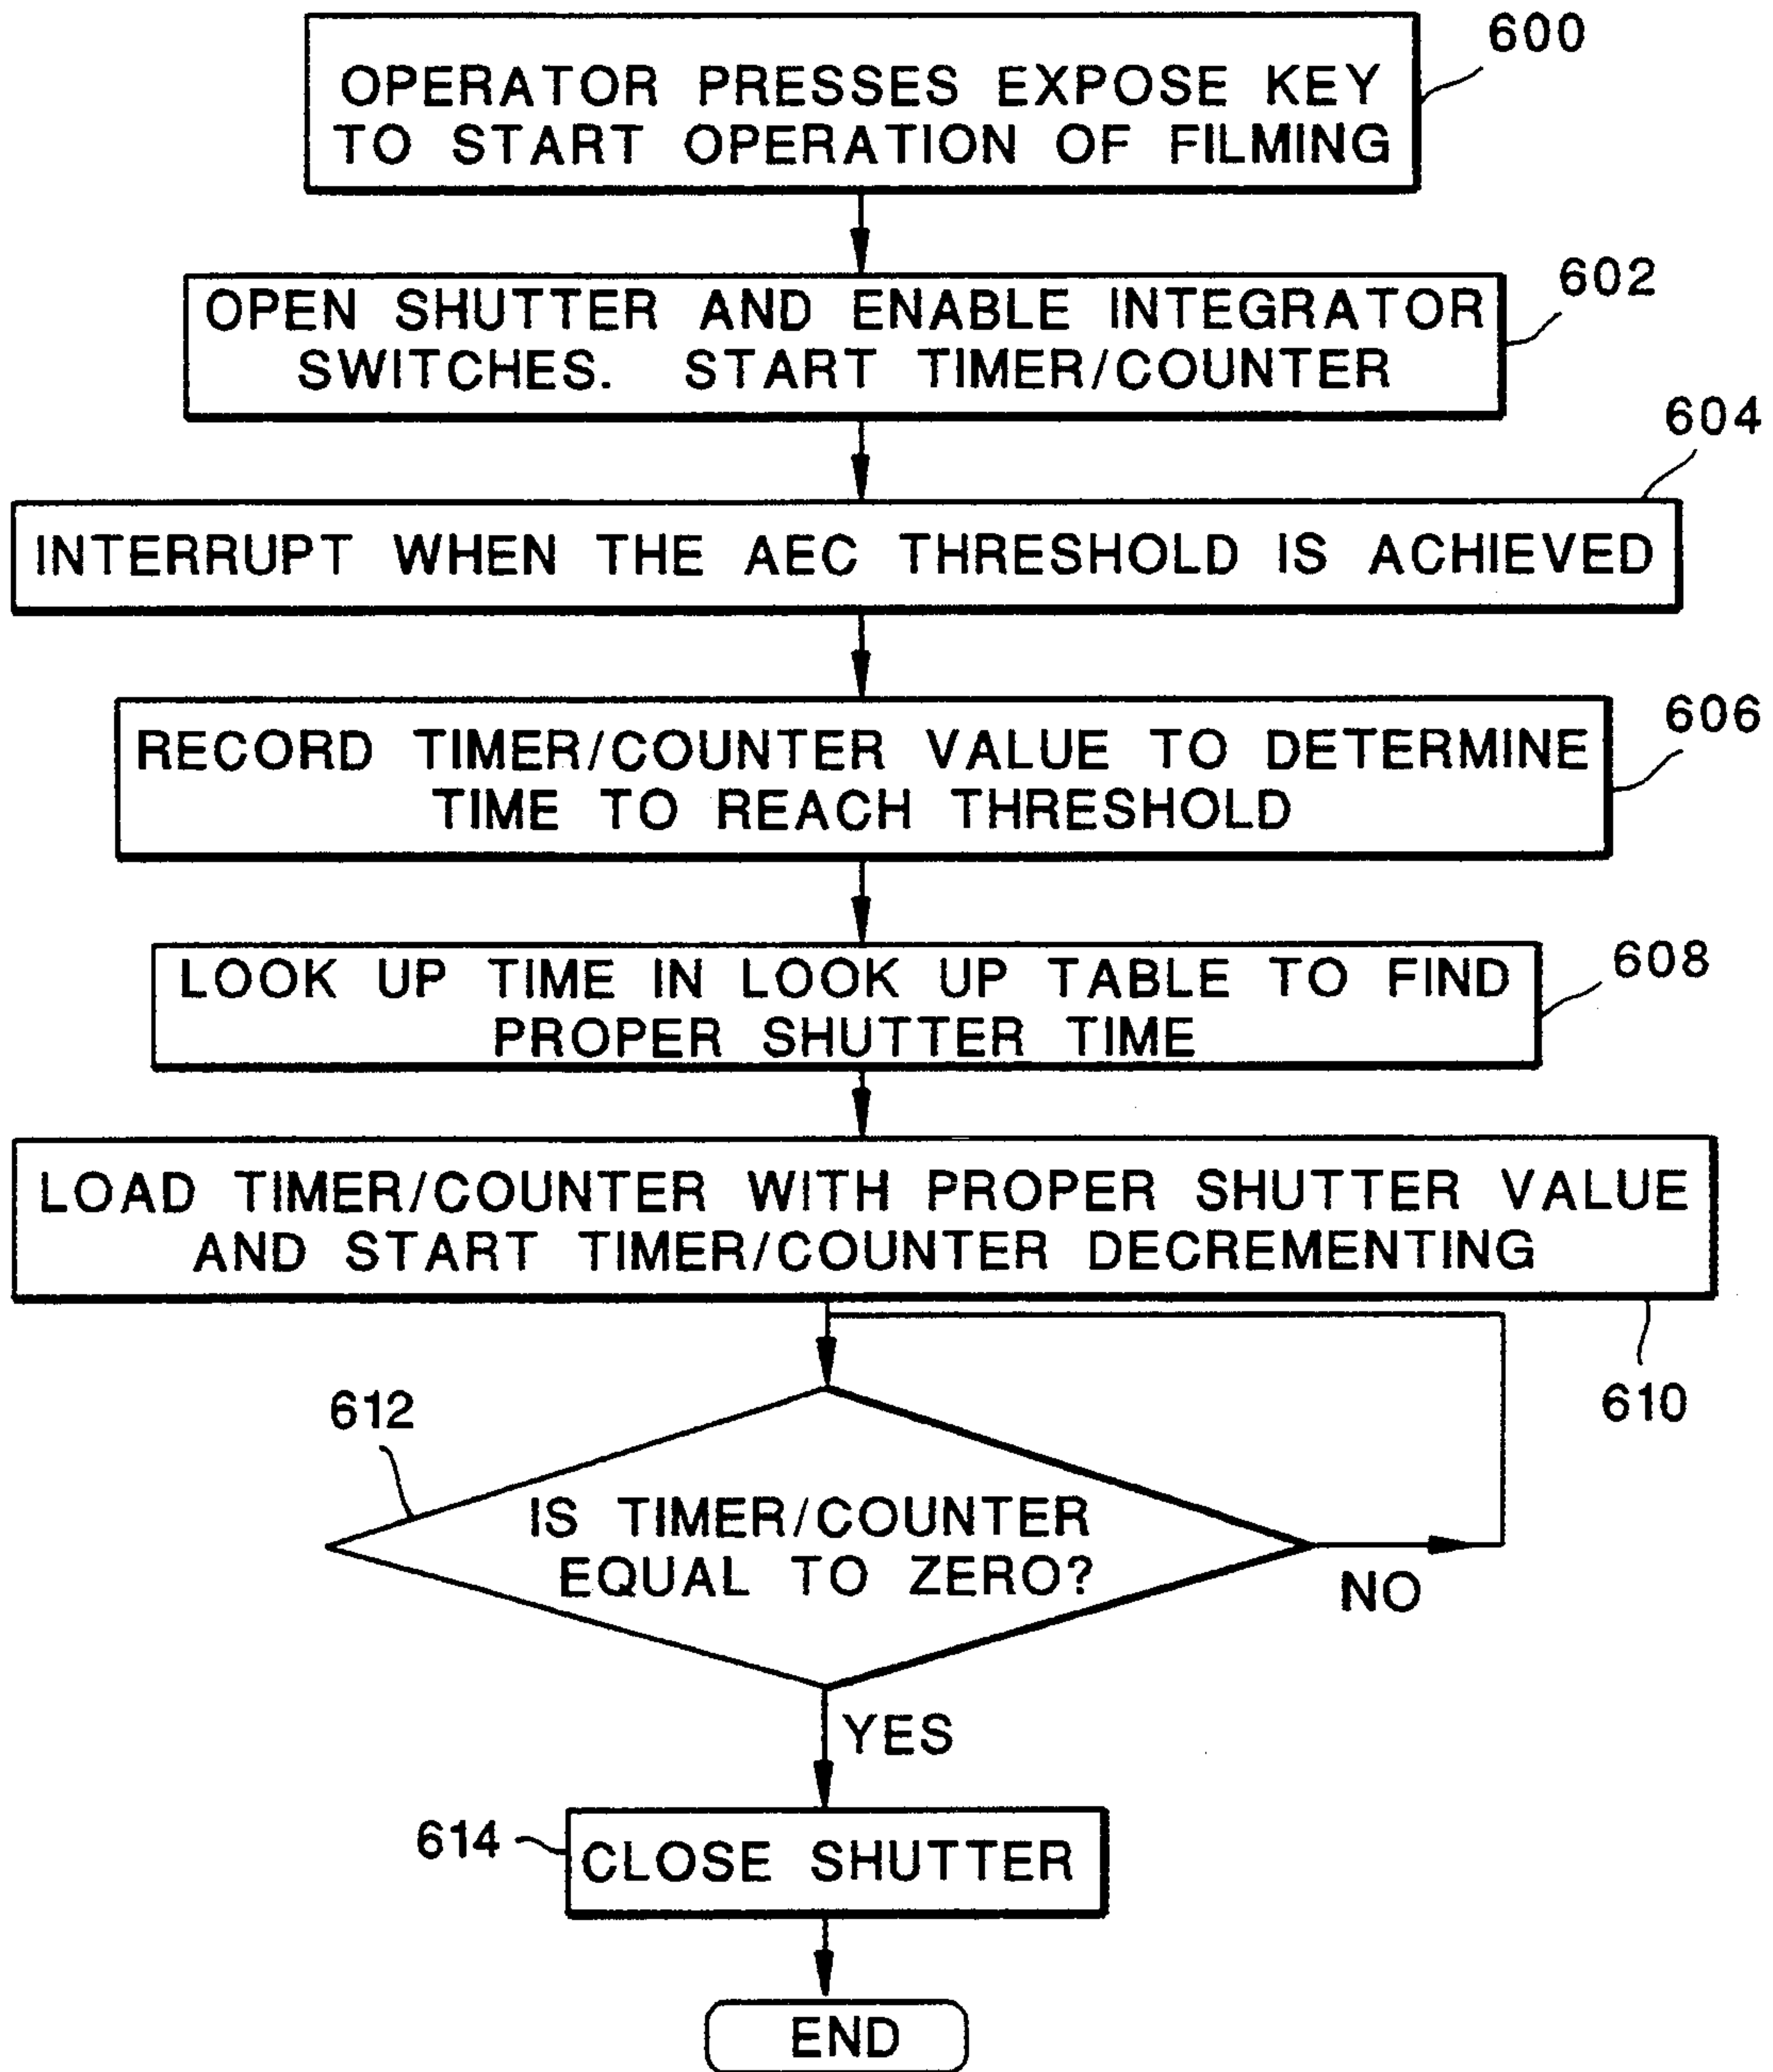 600
OPERATOR PRESSES EXPOSE KEY
TO START OPERATION OF FILMING
602
OPEN SHUTTER AND ENABLE INTEGRATOR
SWITCHES. START TIMER/COUNTER
604
INTERRUPT WHEN THE AEC THRESHOLD IS ACHIEVED
606
RECORD TIMER/COUNTER VALUE TO DETERMINE
TIME TO REACH THRESHOLD
608
LOOK UP TIME IN LOOK UP TABLE TO FIND
PROPER SHUTTER TIME
LOAD TIMER/COUNTER WITH PROPER SHUTTER VALUE
AND START TIMER/COUNTER DECREMENTING
610
612
IS TIMER/COUNTER
EQUAL TO ZERO?
NO
YES
614
CLOSE SHUTTER
END